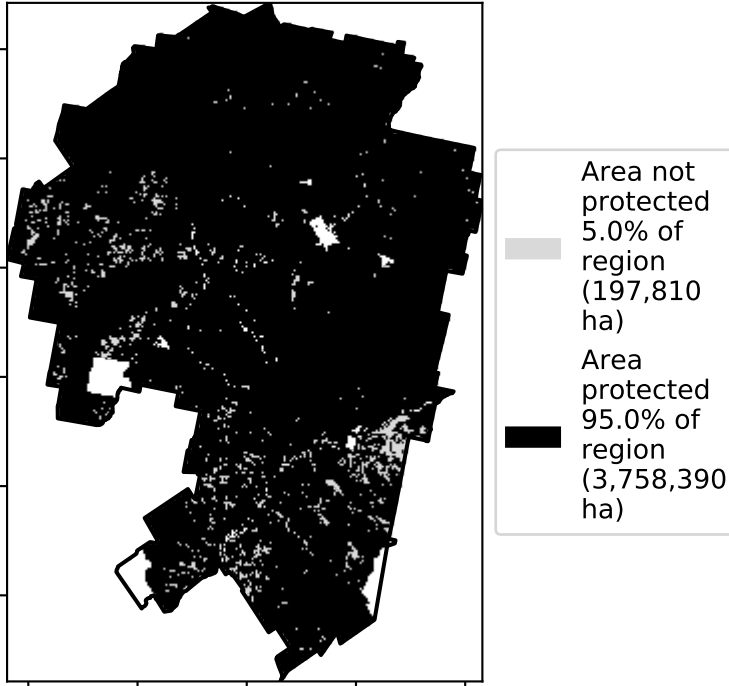 Area not
protected
5.0% of
region
(197,810
ha)
Area
protected
95.0% of
region
(3,758,390
ha)